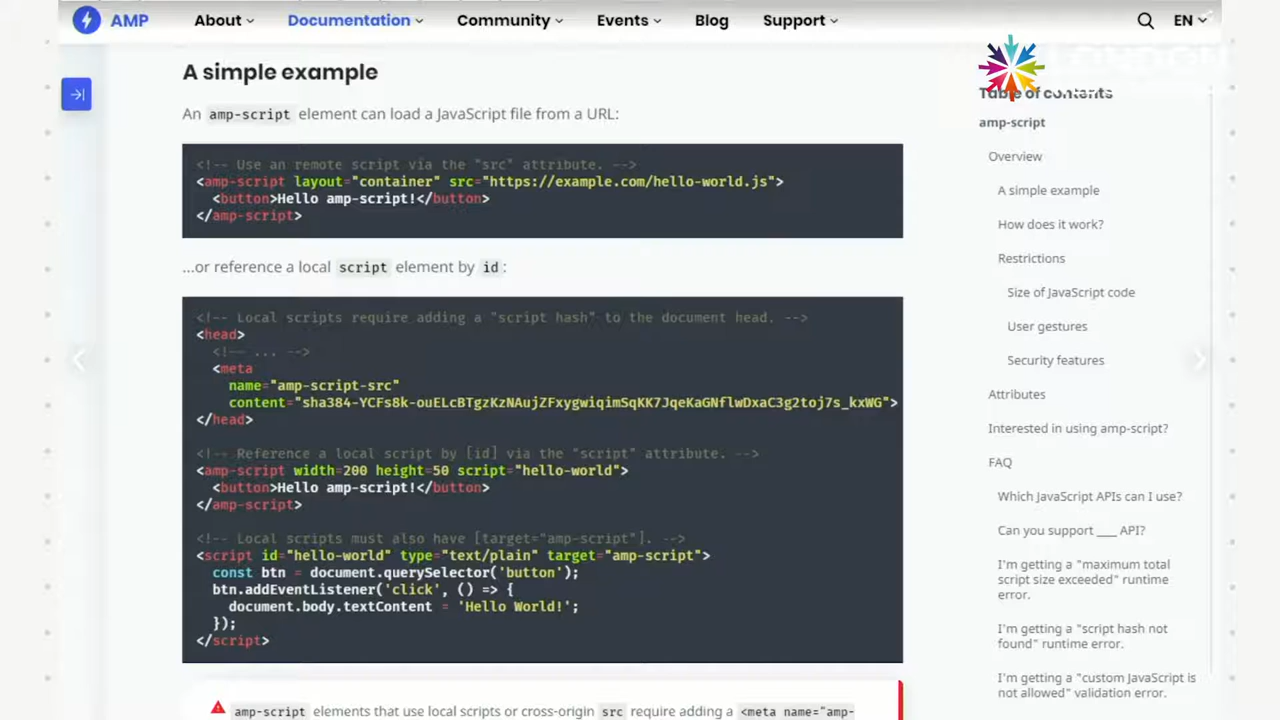 AMP
About
Documentation
Community
Events
Blog
Support
EN
A simple example
An amp-script element can load a JavaScript file from a URL:
<!-- Use an remote script via the "src" attribute. -->
<amp-script layout="container" src="https://example.com/hello-world.js">
<button>Hello amp-script!</button>
</amp-script>
...or reference a local script element by id:
<!-- Local scripts require adding a "script hash" to the document head. -->
<head>
<!-- ... -->
<meta
name="amp-script-src"
content="sha384-YCFs8k-ouELcBTgzKzNAujZFxygwiqimSqKK7JqeKaGNflwDxaC3g2toj7s_kxWG">
</head>
<!-- Reference a local script by [id] via the "script" attribute. -->
<amp-script width=200 height=50 script="hello-world">
<button>Hello amp-script!</button>
</amp-script>
<!-- Local scripts must also have [target="amp-script"]. -->
<script id="hello-world" type="text/plain" target="amp-script">
const btn = document.querySelector('button');
btn.addEventListener('click', () => {
document.body.textContent = 'Hello World!';
});
</script>
amp-script elements that use local scripts or cross-origin src require adding a <meta name="amp-
Table of contents
amp-script
Overview
A simple example
How does it work?
Restrictions
Size of JavaScript code
User gestures
Security features
Attributes
Interested in using amp-script?
FAQ
Which JavaScript APIs can I use?
Can you support ___ API?
I'm getting a "maximum total
script size exceeded" runtime
error.
I'm getting a "script hash not
found" runtime error.
I'm getting a "custom JavaScript is
not allowed" validation error.